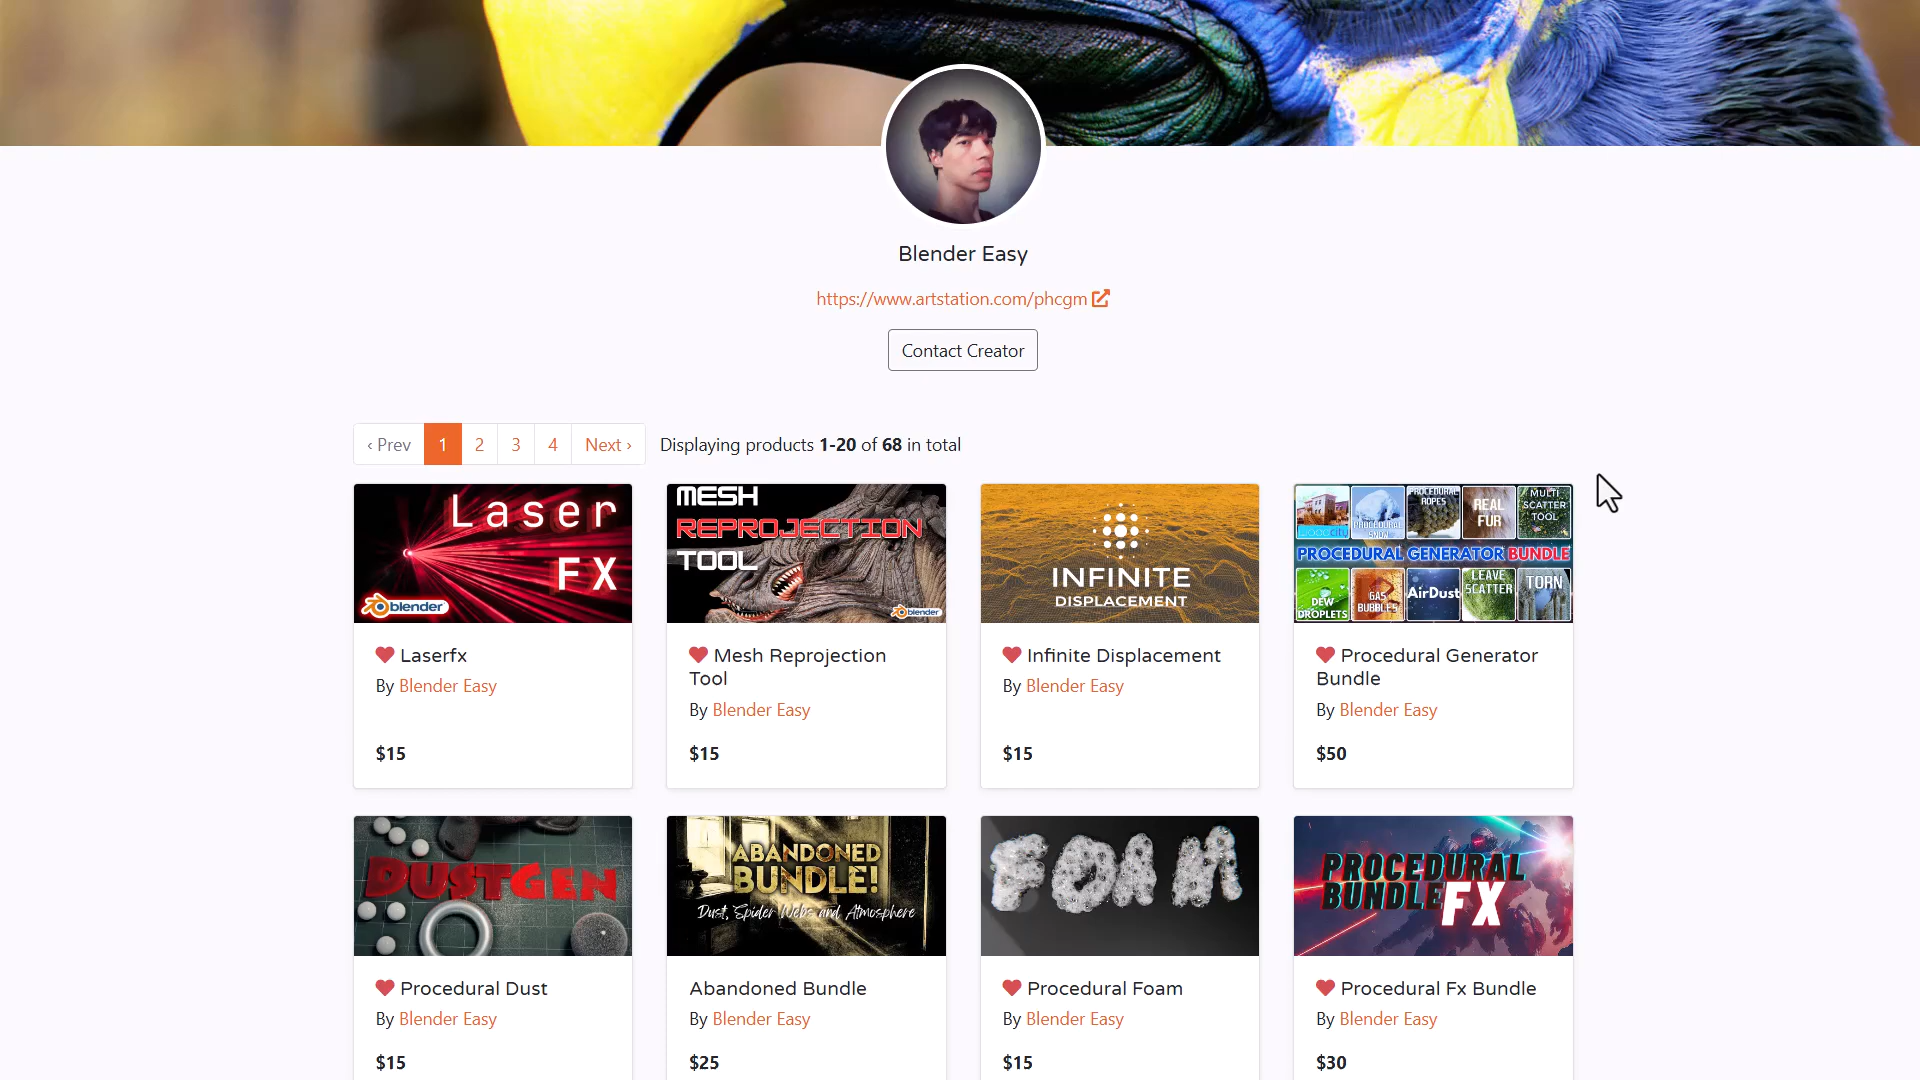 Blender Easy
https://www.artstation.com/phcgm
Contact Creator
‹ Prev 1 2 3 4 Next › Displaying products 1-20 of 68 in total
Laser
FX
blender
MESH
REPROJECTION
TOOL
blender
INFINITE
DISPLACEMENT
PROCEDURAL
ROPES
REAL
FUR
MULTI
SCATTER
TOOL
PROCEDURAL
SNOW
PROCEDURAL GENERATOR BUNDLE
DEW
DROPLETS
GAS
BUBBLES
AirDust
LEAVE
SCATTER
TORN
Laserfx
By Blender Easy
$15
Mesh Reprojection
Tool
By Blender Easy
$15
Infinite Displacement
By Blender Easy
$15
Procedural Generator
Bundle
By Blender Easy
$50
DUSTGEN
ABANDONED
BUNDLE!
Dust, Spider Webs and Atmosphere
FOAM
PROCEDURAL
BUNDLE FX
Procedural Dust
By Blender Easy
$15
Abandoned Bundle
By Blender Easy
$25
Procedural Foam
By Blender Easy
$15
Procedural Fx Bundle
By Blender Easy
$30